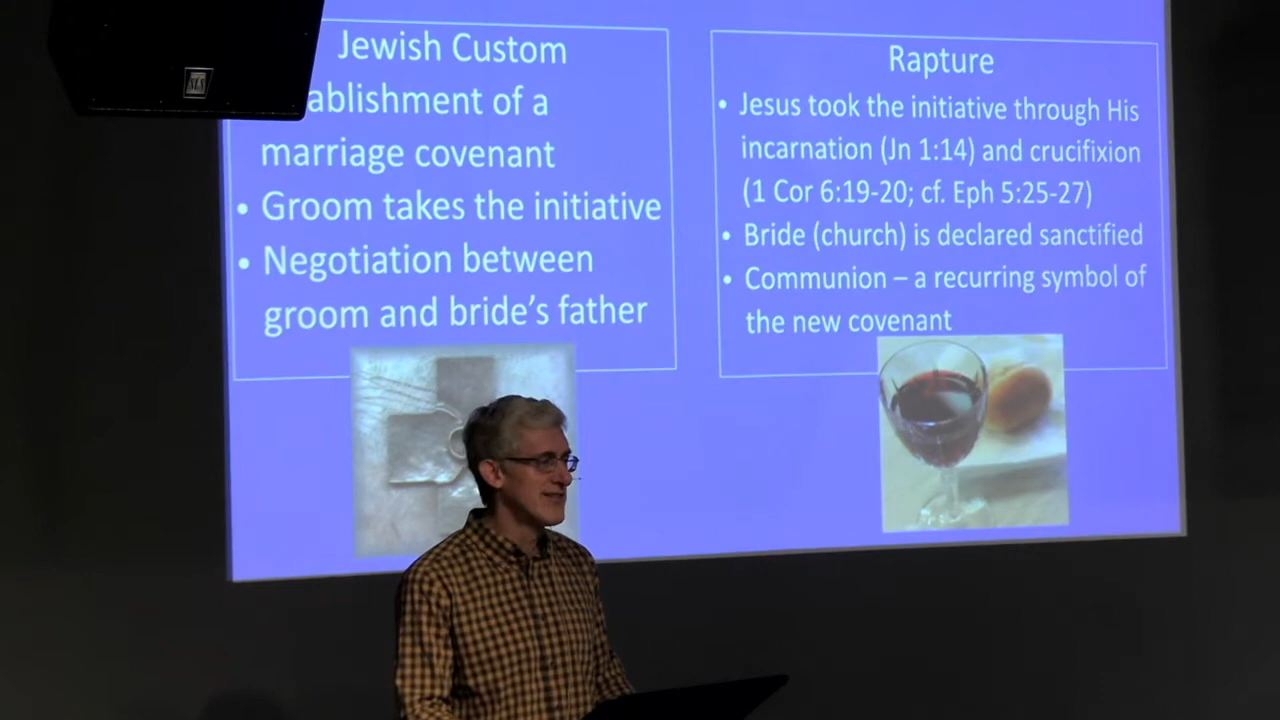 Jewish Custom
ablishment of a
marriage covenant
• Groom takes the initiative
• Negotiation between
groom and bride's father
Rapture
• Jesus took the initiative through His
incarnation (Jn 1:14) and crucifixion
(1 Cor 6:19-20; cf. Eph 5:25-27)
• Bride (church) is declared sanctified
• Communion – a recurring symbol of
the new covenant
SLS